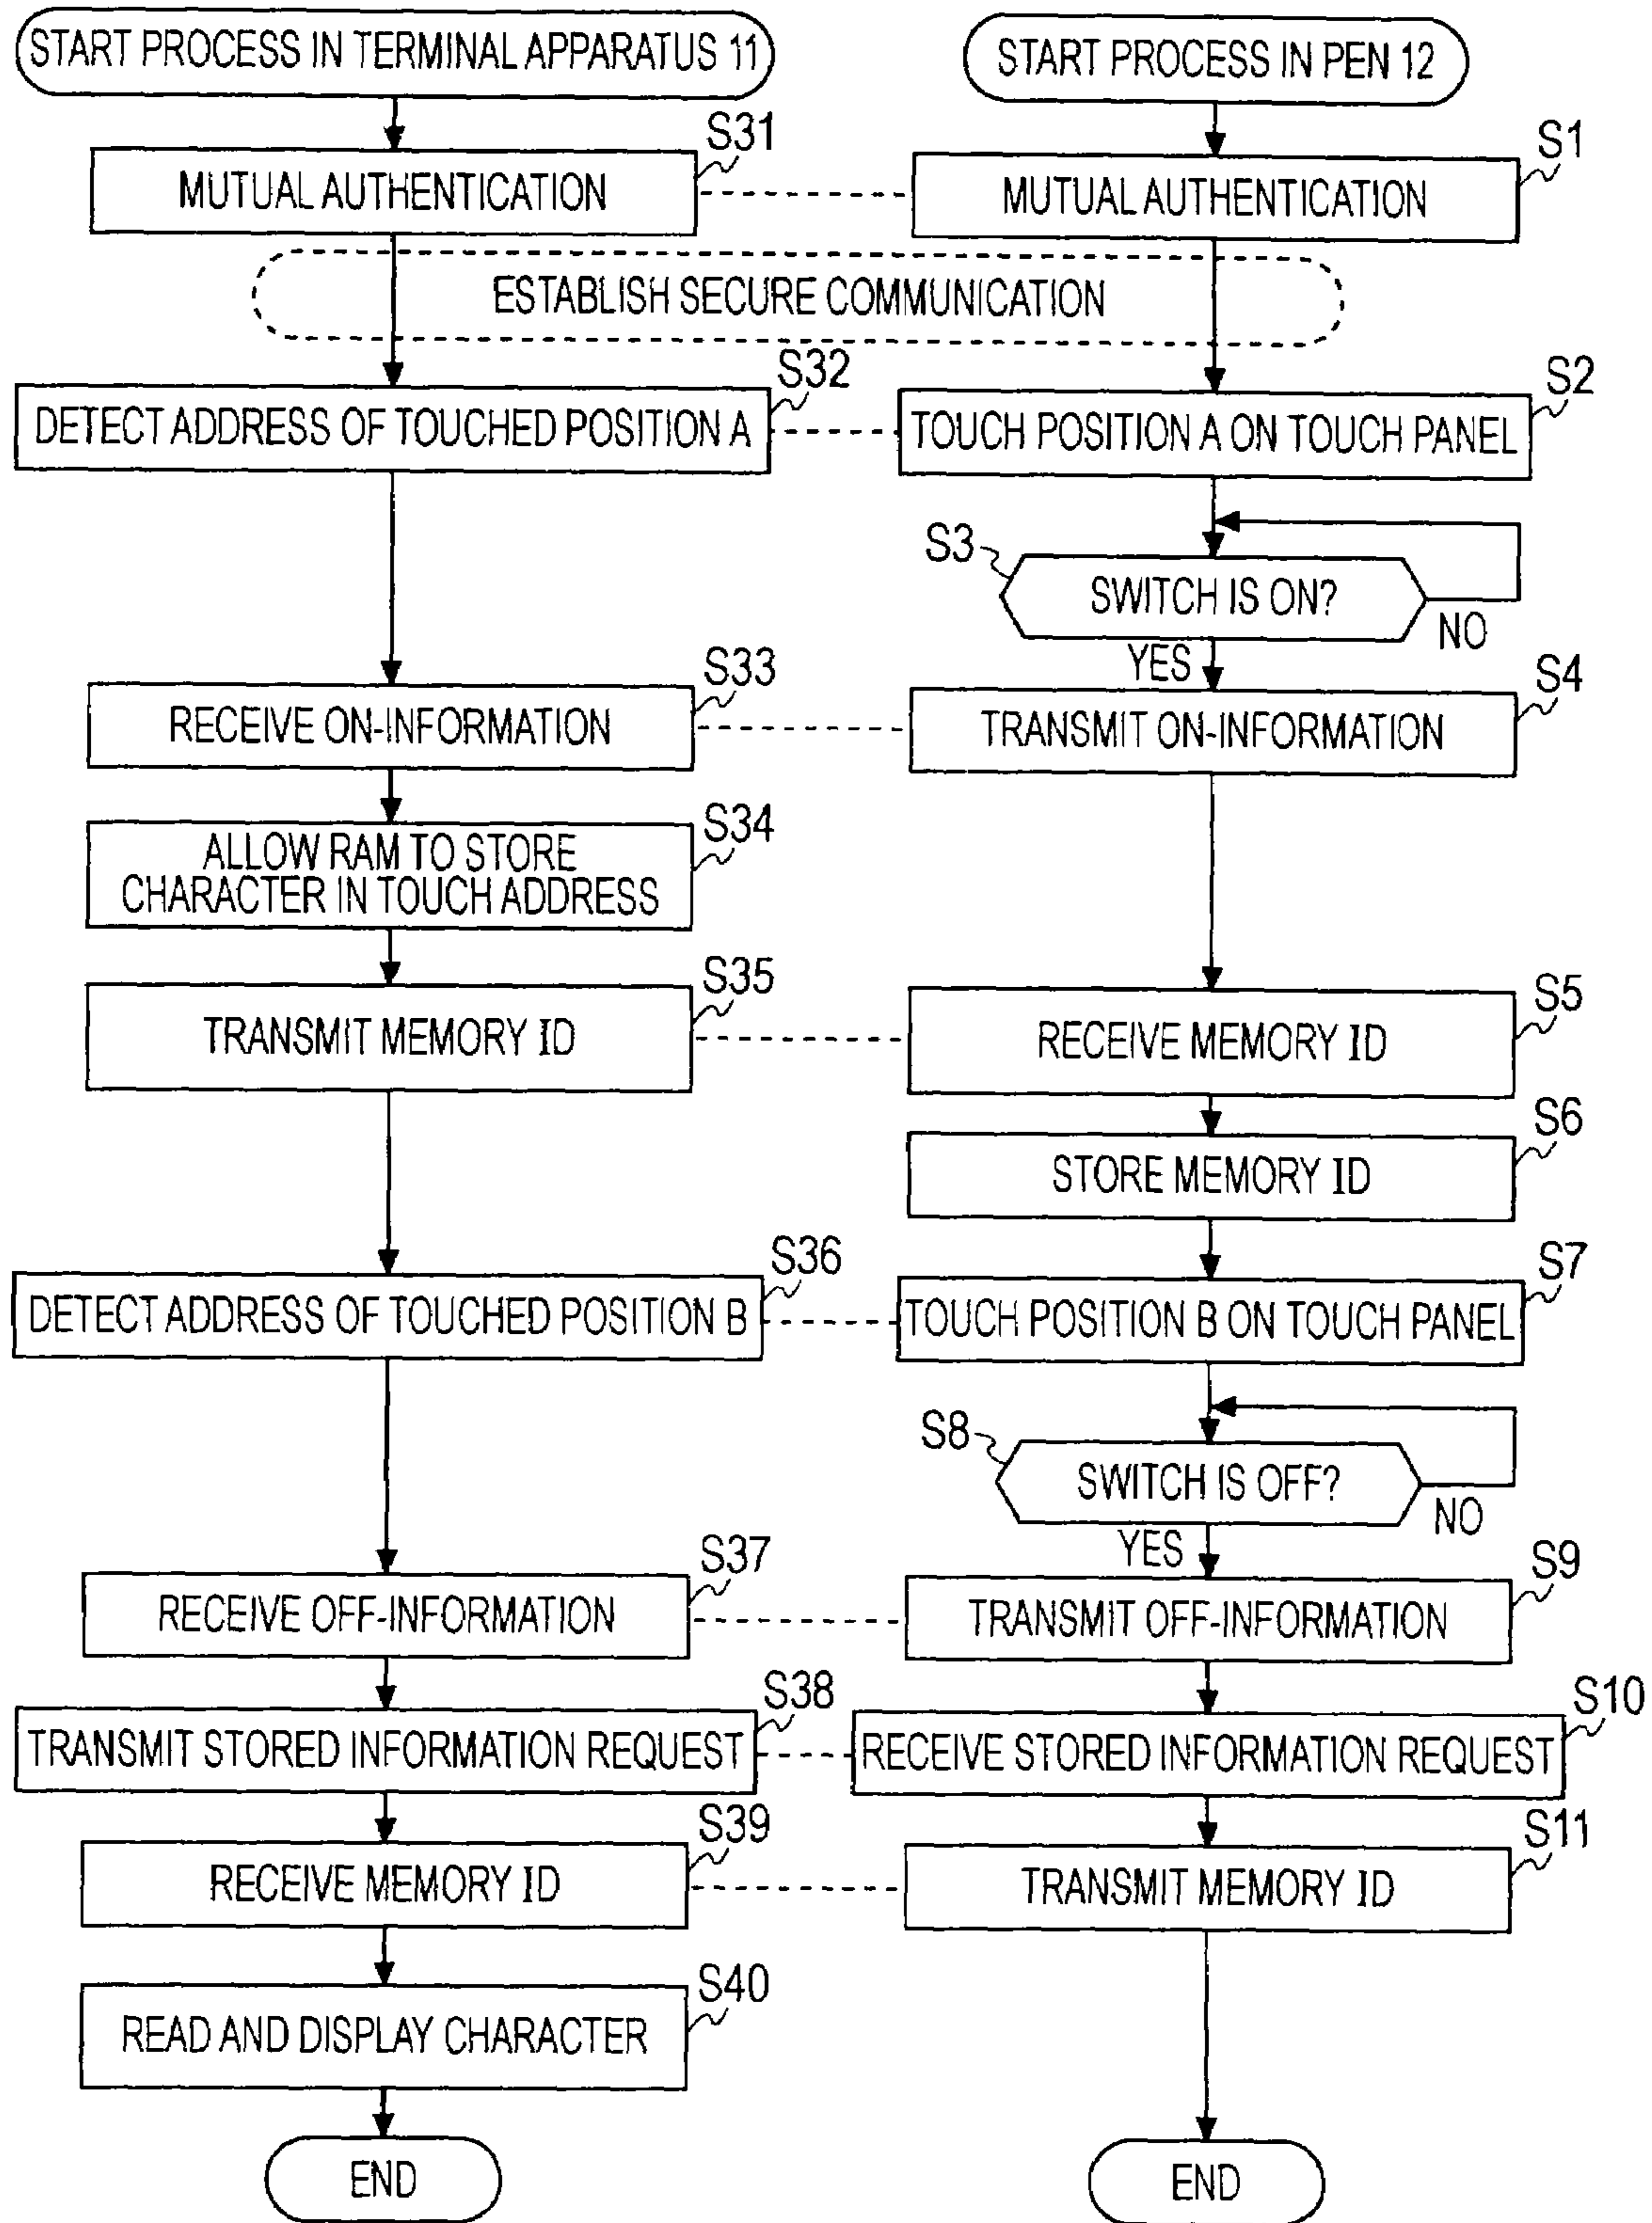 START PROCESS IN TERMINAL APPARATUS 11
START PROCESS IN PEN 12
S31
MUTUAL AUTHENTICATION
S1
MUTUAL AUTHENTICATION
ESTABLISH SECURE COMMUNICATION
S32
DETECT ADDRESS OF TOUCHED POSITION A
S2
TOUCH POSITION A ON TOUCH PANEL
S3
SWITCH IS ON?
NO
YES
S33
RECEIVE ON-INFORMATION
S4
TRANSMIT ON-INFORMATION
S34
ALLOW RAM TO STORE
CHARACTER IN TOUCH ADDRESS
S35
TRANSMIT MEMORY ID
S5
RECEIVE MEMORY ID
S6
STORE MEMORY ID
S36
DETECT ADDRESS OF TOUCHED POSITION B
S7
TOUCH POSITION B ON TOUCH PANEL
S8
SWITCH IS OFF?
NO
YES
S37
RECEIVE OFF-INFORMATION
S9
TRANSMIT OFF-INFORMATION
S38
TRANSMIT STORED INFORMATION REQUEST
S10
RECEIVE STORED INFORMATION REQUEST
S39
RECEIVE MEMORY ID
S11
TRANSMIT MEMORY ID
S40
READ AND DISPLAY CHARACTER
END
END